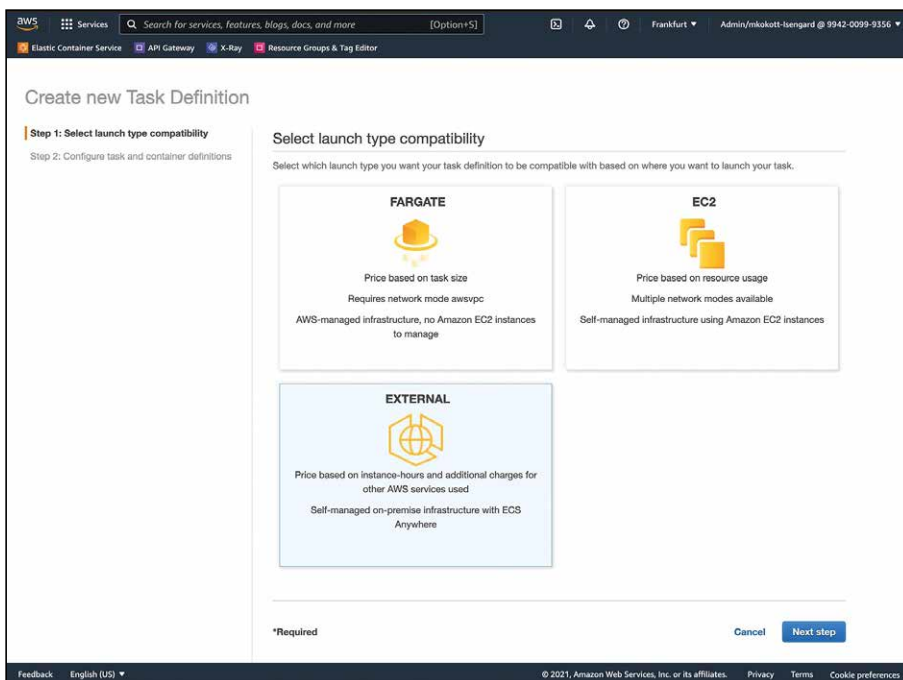 aws
Services
Search for services, features, blogs, docs, and more
[Option+S]
Frankfurt ▼
Admin/mkokott-Isengard @ 9942-0099-9356 ▼
Elastic Container Service
API Gateway
X-Ray
Resource Groups & Tag Editor
Create new Task Definition
Step 1: Select launch type compatibility
Step 2: Configure task and container definitions
Select launch type compatibility
Select which launch type you want your task definition to be compatible with based on where you want to launch your task.
FARGATE
Price based on task size
Requires network mode awsvpc
AWS-managed infrastructure, no Amazon EC2 instances
to manage
EC2
Price based on resource usage
Multiple network modes available
Self-managed infrastructure using Amazon EC2 instances
EXTERNAL
Price based on instance-hours and additional charges for
other AWS services used
Self-managed on-premise infrastructure with ECS
Anywhere
*Required
Cancel
Next step
Feedback
English (US) ▼
© 2021, Amazon Web Services, Inc. or its affiliates.
Privacy
Terms
Cookie preferences